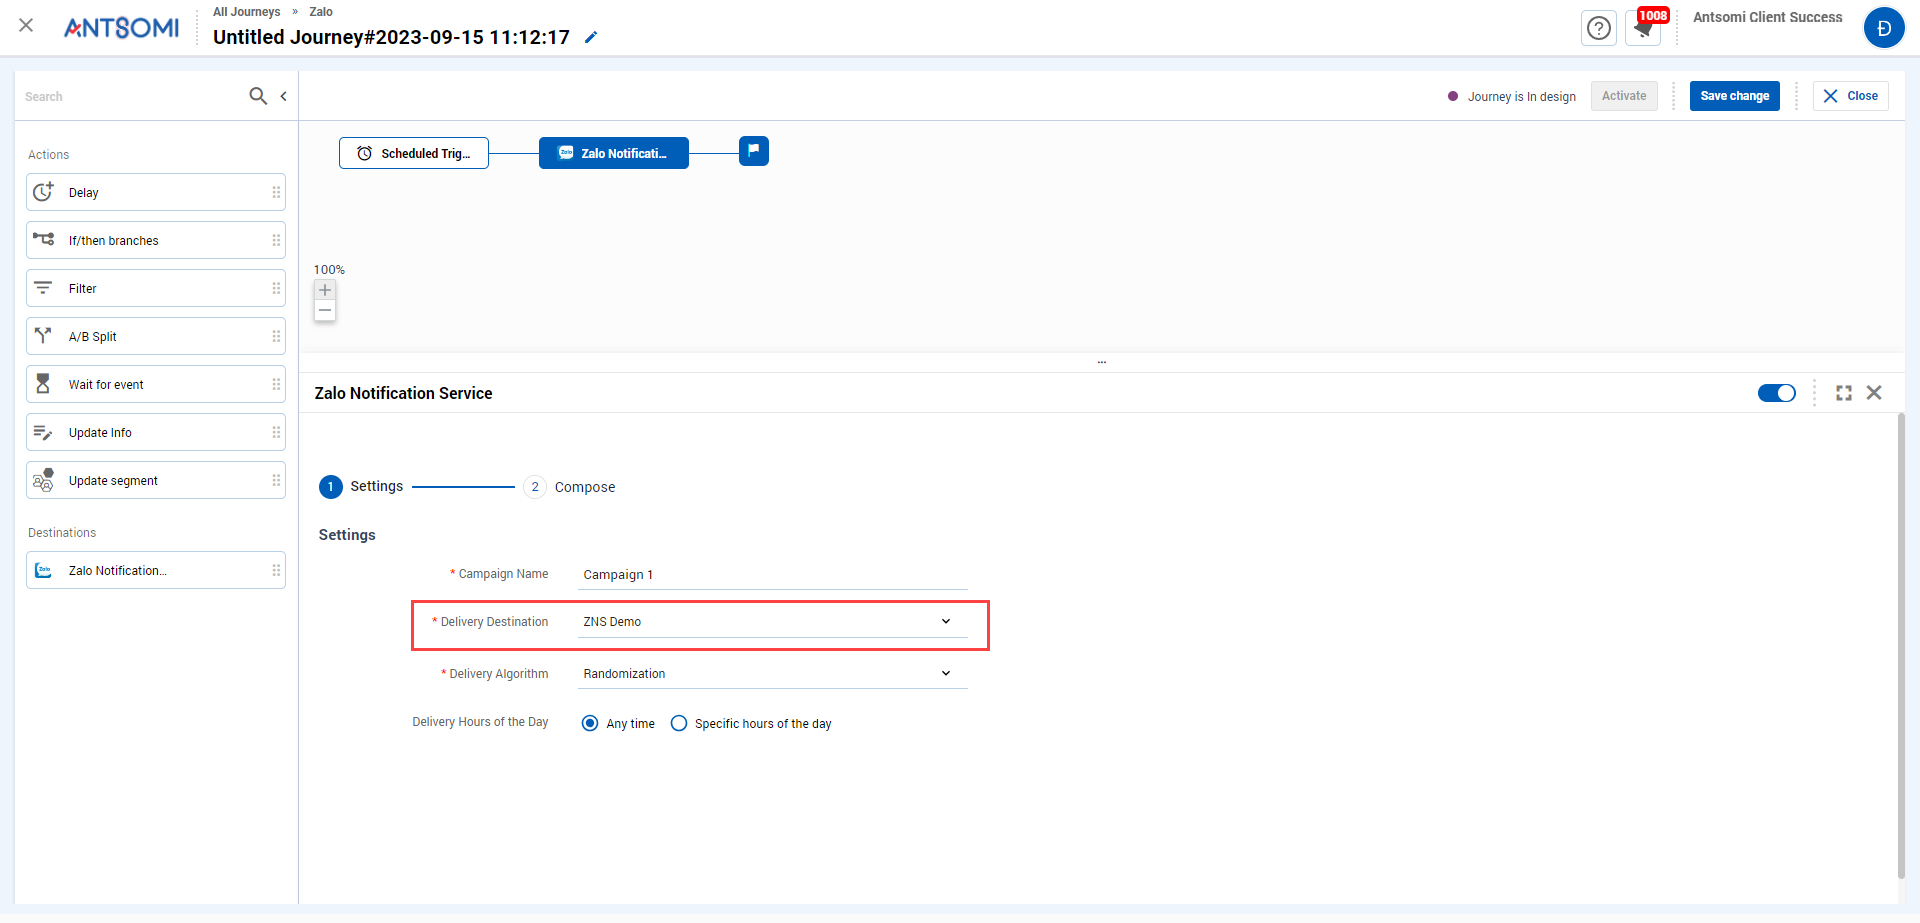 ANTSOMI
All Journeys » Zalo
Untitled Journey#2023-09-15 11:12:17
1008
Antsomi Client Success
Đ
Search
Journey is In design
Activate
Save change
Close
Actions
Delay
If/then branches
Filter
A/B Split
Wait for event
Update Info
Update segment
Destinations
Zalo Notification...
Scheduled Trig...
Zalo Notificati...
100%
...
Zalo Notification Service
1 Settings
2 Compose
Settings
* Campaign Name Campaign 1
* Delivery Destination ZNS Demo
* Delivery Algorithm Randomization
Delivery Hours of the Day Any time Specific hours of the day